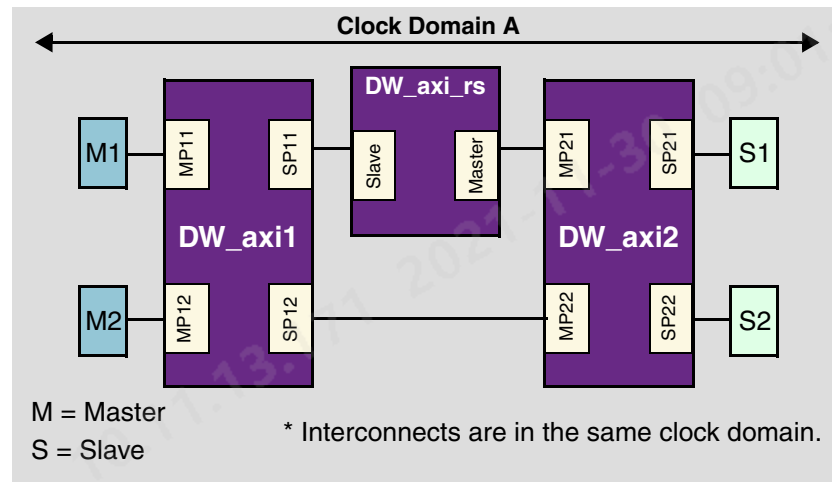 Clock Domain A
DW_axi_rs
M1
MP11
SP11
Slave
Master
MP21
SP21
S1
DW_axi1
DW_axi2
M2
MP12
SP12
MP22
SP22
S2
M = Master
S = Slave
* Interconnects are in the same clock domain.